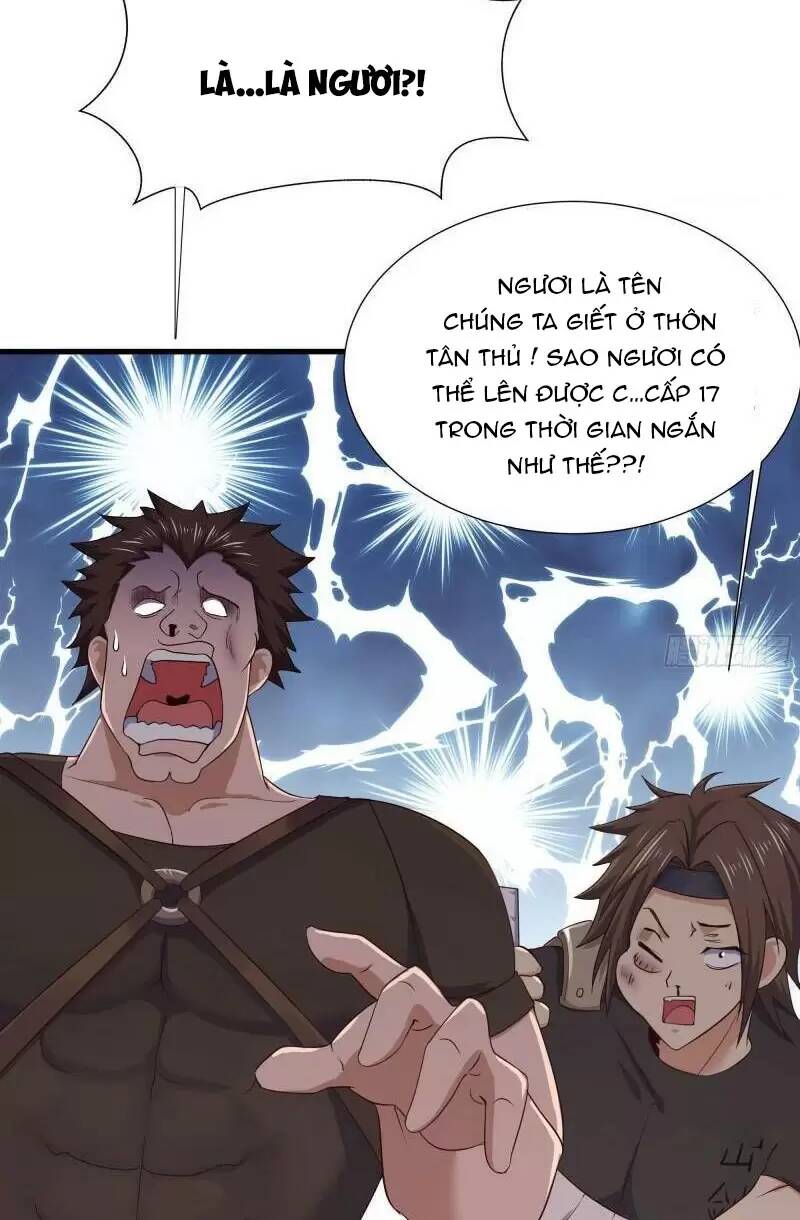 LÀ...LÀ NGƯƠI?!
NGƯƠI LÀ TÊN
CHÚNG TA GIẾT Ở THÔN
TÂN THỦ ! SAO NGƯƠI CÓ
THỂ LÊN ĐƯỢC C...CẤP 17
TRONG THỜI GIAN NGẮN
NHƯ THẾ??!